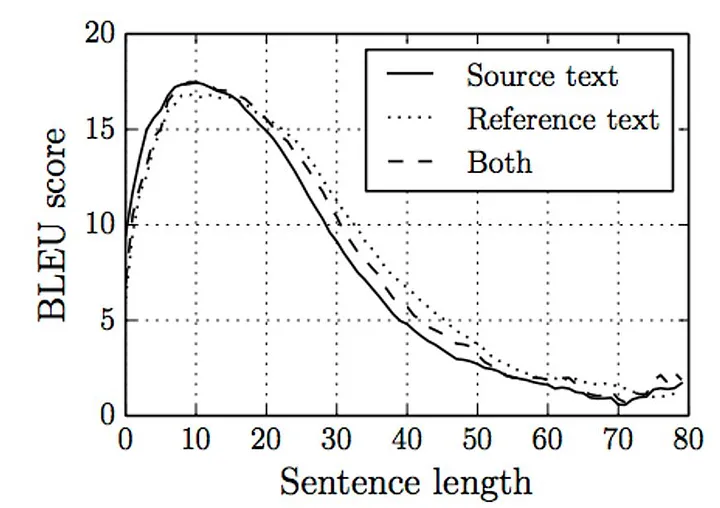 20
15
10
5
0
BLEU score
Source text
Reference text
Both
0 10 20 30 40 50 60 70 80
Sentence length